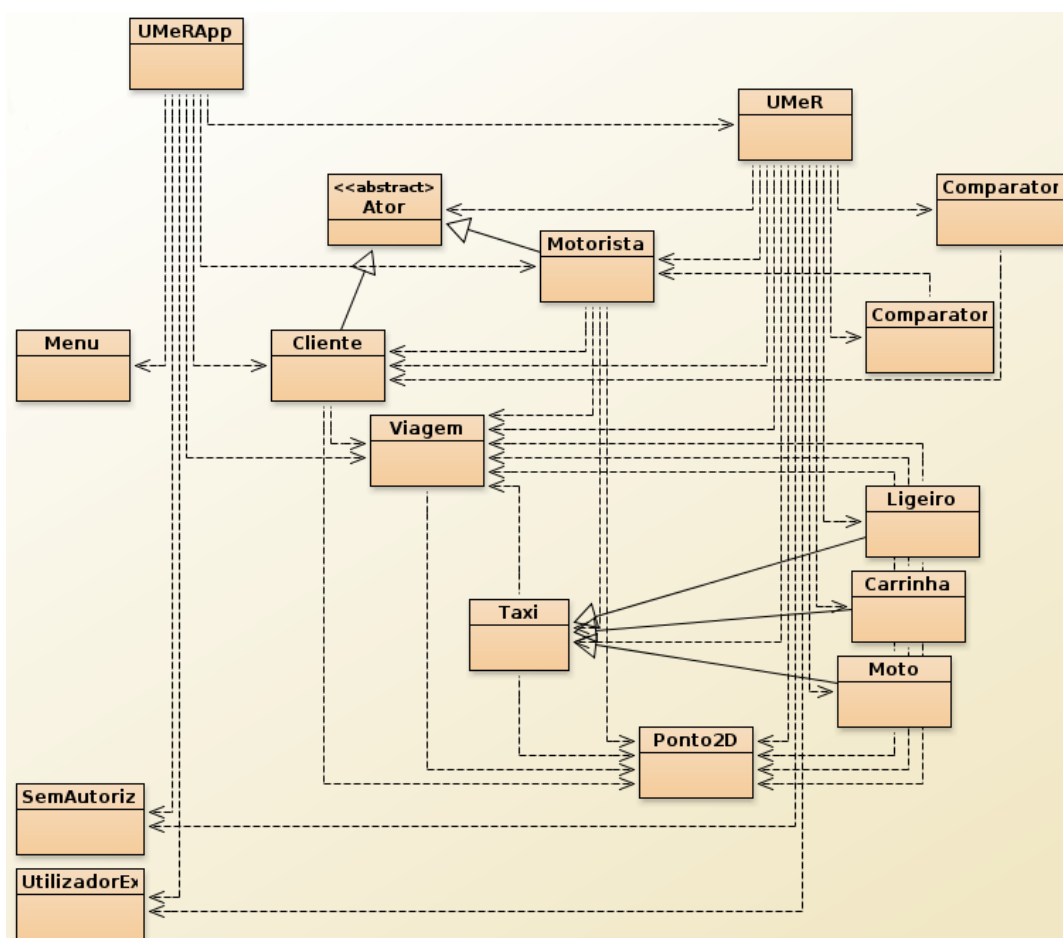 UMeRApp
UMeR
<<abstract>
Ator
Comparator
Motorista
Comparator
Menu
Cliente
Viagem
Ligeiro
Carrinha
Taxi
Moto
Ponto2D
SemAutoriz
UtilizadorEx